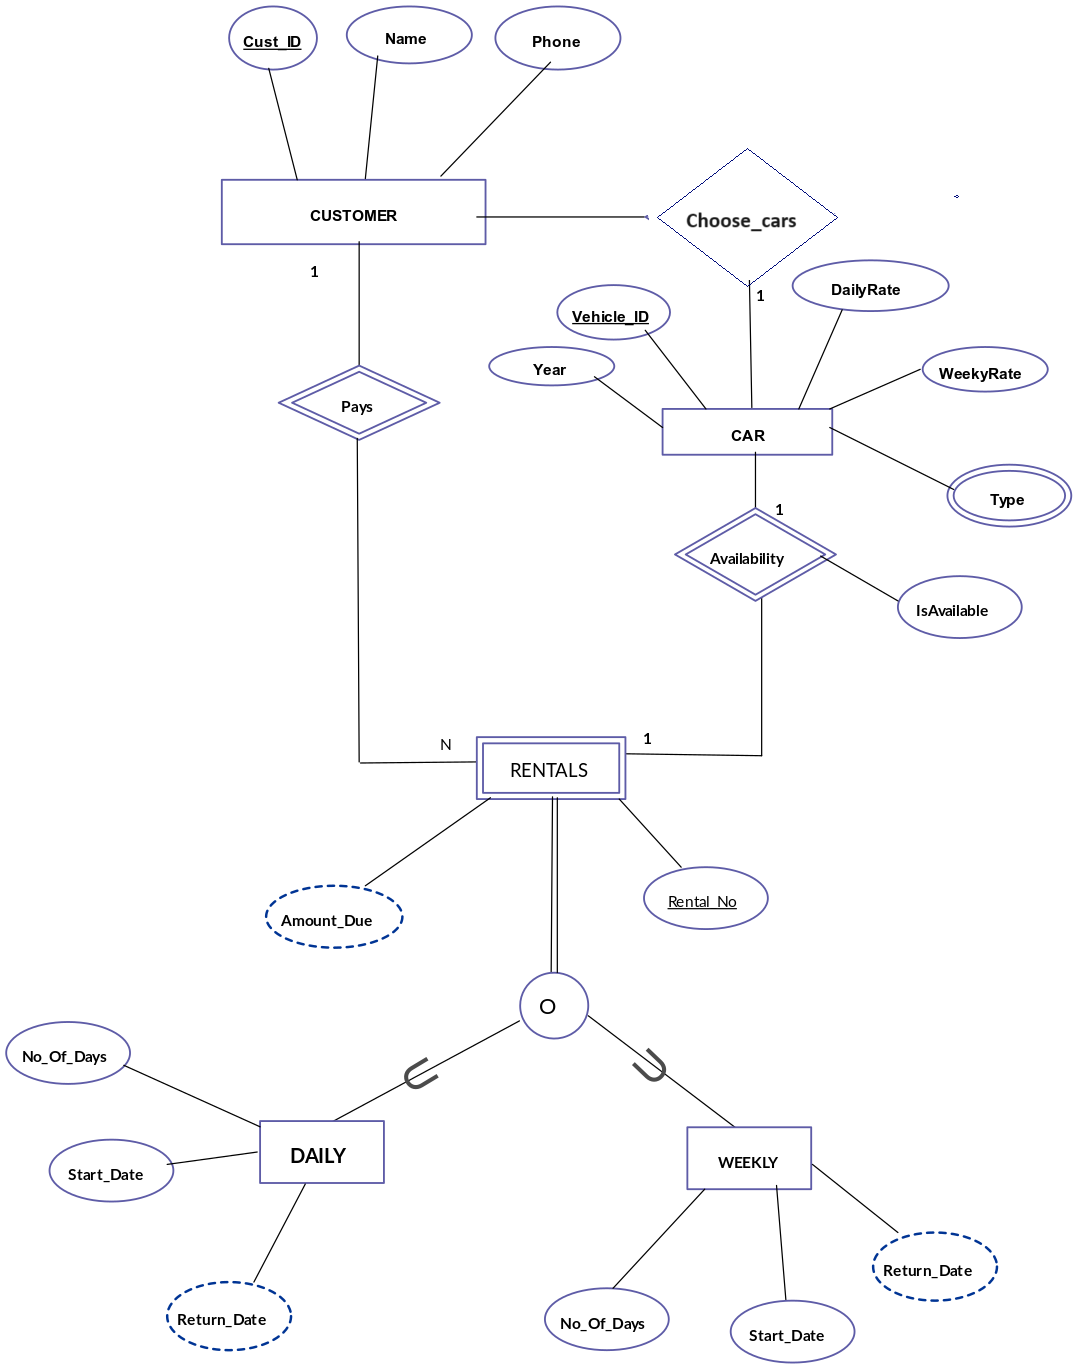 Cust_ID
Name
Phone
CUSTOMER
Choose_cars
1
1
DailyRate
Vehicle_ID
Year
WeekyRate
Pays
CAR
Type
1
Availability
IsAvailable
N
1
RENTALS
Amount_Due
Rental_No
O
No_Of_Days
Start_Date
DAILY
WEEKLY
Return_Date
Return_Date
No_Of_Days
Start_Date